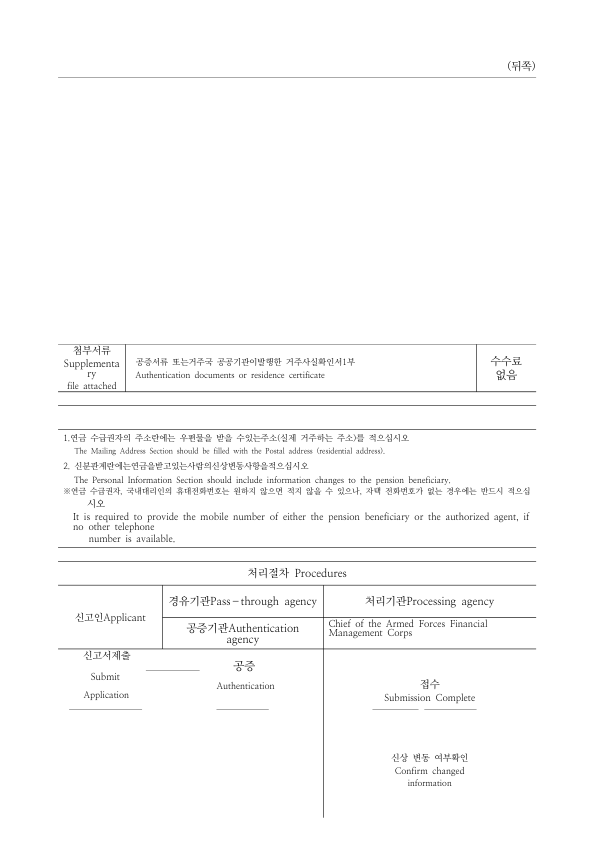 (뒤쪽)
첨부서류
Supplementa
ry
file attached
공증서류 또는거주국 공공기관이발행한 거주사실확인서1부
Authentication documents or residence certificate
수수료
없음
1.연금 수급권자의 주소란에는 우편물을 받을 수있는주소(실제 거주하는 주소)를 적으십시오
The Mailing Address Section should be filled with the Postal address (residential address).
2. 신분관계란에는연금을받고있는사람의신상변동사항을적으십시오
The Personal Information Section should include information changes to the pension beneficiary.
※연금 수급권자, 국내대리인의 휴대전화번호는 원하지 않으면 적지 않을 수 있으나, 자택 전화번호가 없는 경우에는 반드시 적으십
시오
It is required to provide the mobile number of either the pension beneficiary or the authorized agent, if
no other telephone
number is available.
처리절차 Procedures
신고인Applicant
경유기관Pass-through agency
처리기관Processing agency
공증기관Authentication
agency
Chief of the Armed Forces Financial
Management Corps
신고서제출
Submit
Application
공증
Authentication
접수
Submission Complete
신상 변동 여부확인
Confirm changed
information